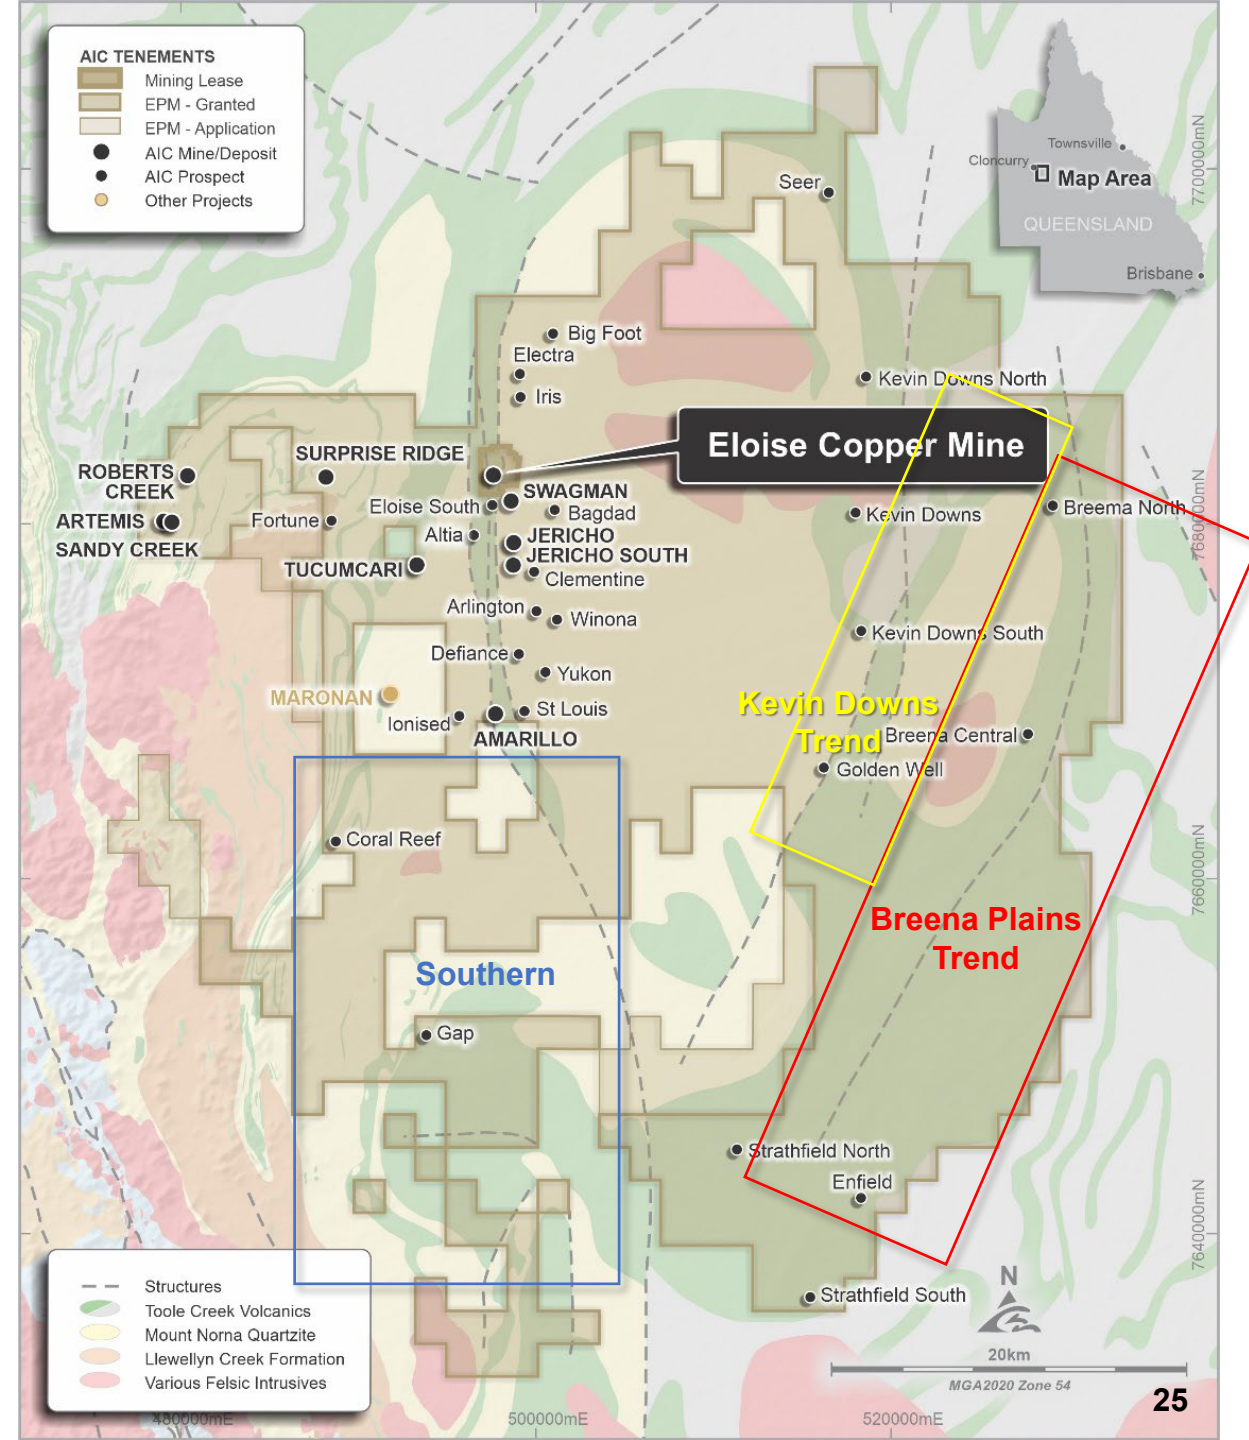 AIC TENEMENTS
Mining Lease
EPM - Granted
EPM - Application
AIC Mine/Deposit
AIC Prospect
Other Projects
7700000mN
Townsville
Cloncurry
Map Area
QUEENSLAND
Brisbane
Seer
Big Foot
Electra
Iris
Kevin Downs North
Eloise Copper Mine
SURPRISE RIDGE
ROBERTS
CREEK
SWAGMAN
Eloise South
Bagdad
Kevin Downs
Breema North
7680000mN
ARTEMIS
Fortune
SANDY CREEK
Altia
JERICHO
JERICHO SOUTH
TUCUMCARI
Clementine
Arlington
Winona
Kevin Downs South
Defiance
Yukon
MARONAN
Ionised
St Louis
AMARILLO
Kevin Downs
Trend
Breena Central
Golden Well
Coral Reef
7660000mN
Breena Plains
Trend
Southern
Gap
Strathfield North
Enfield
7640000mN
Strathfield South
N
20km
MGA2020 Zone 54
25
Structures
Toole Creek Volcanics
Mount Norna Quartzite
Llewellyn Creek Formation
Various Felsic Intrusives
480000mE
500000mE
520000mE